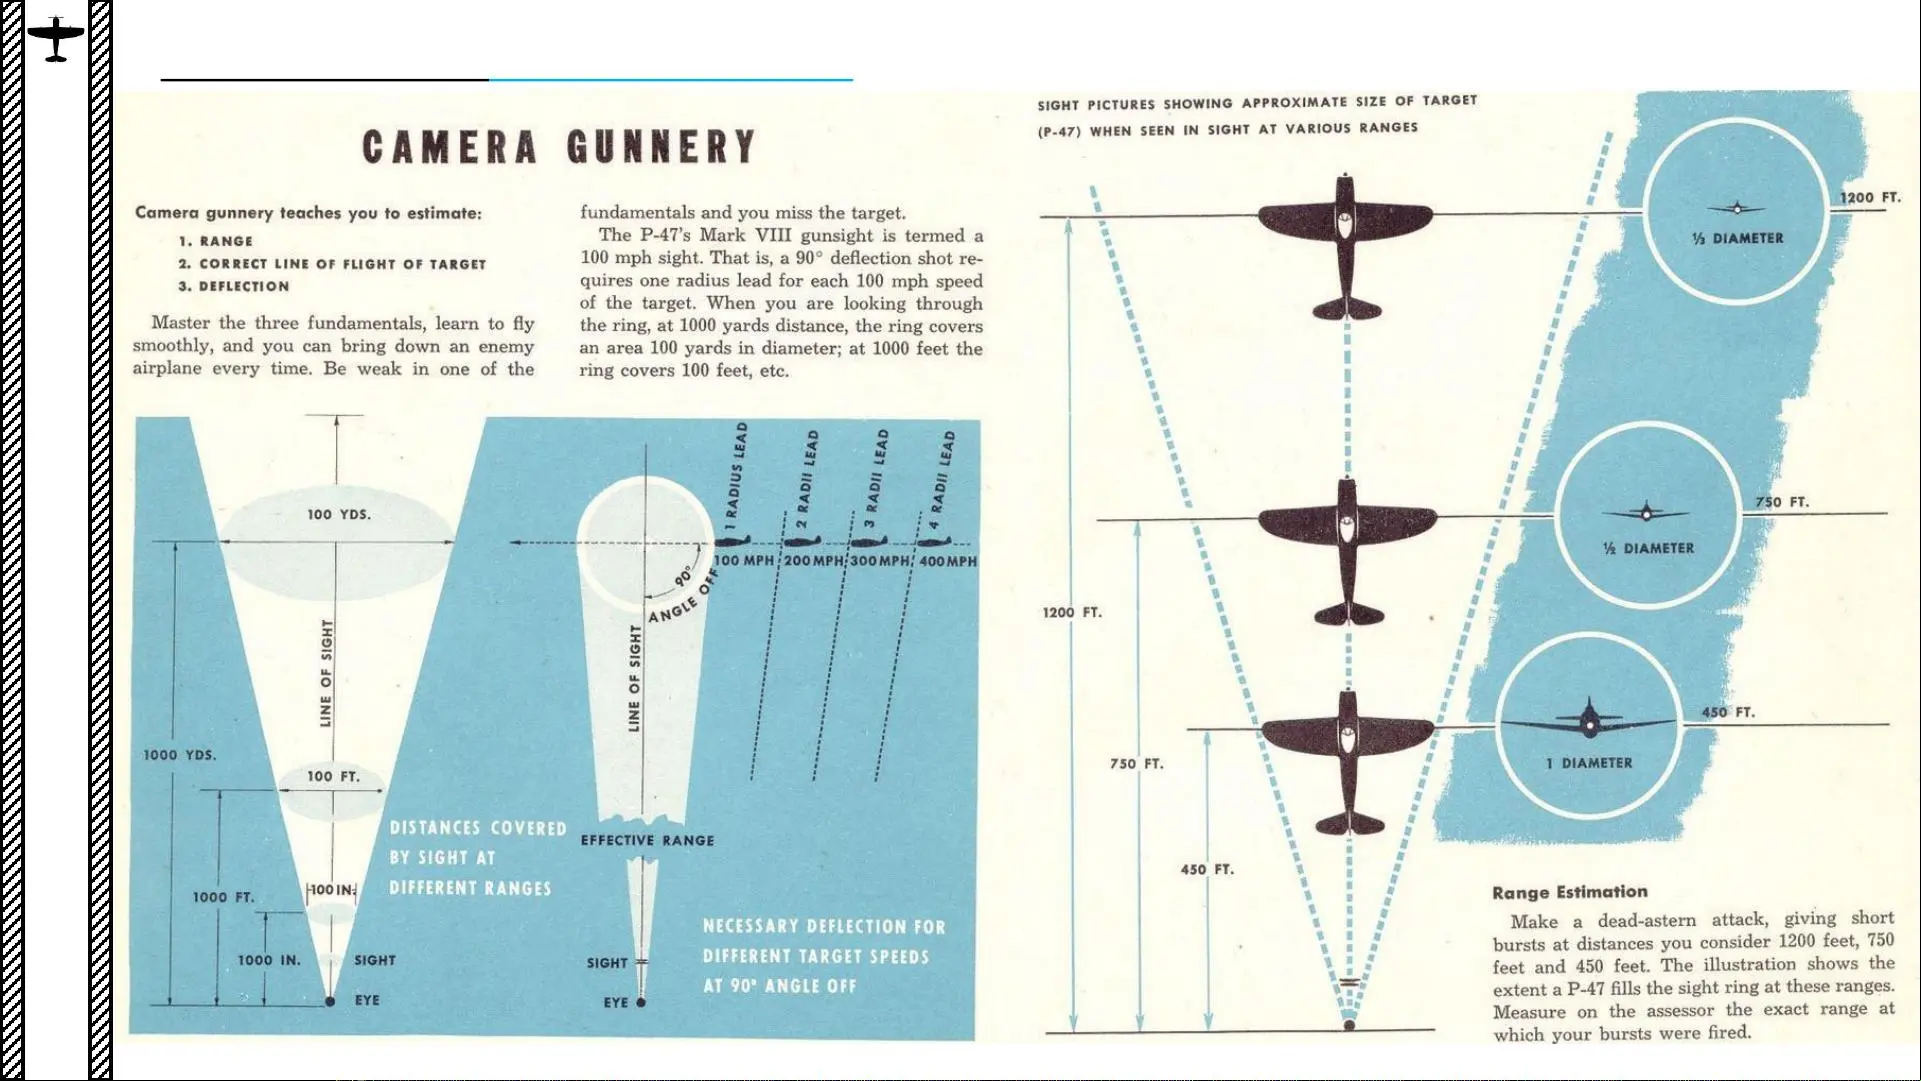 CAMERA GUNNERY
Camera gunnery teaches you to estimate:
1. RANGE
2. CORRECT LINE OF FLIGHT OF TARGET
3. DEFLECTION
Master the three fundamentals, learn to fly
smoothly, and you can bring down an enemy
airplane every time. Be weak in one of the
fundamentals and you miss the target.
The P-47's Mark VIII gunsight is termed a
100 mph sight. That is, a 90° deflection shot re-
quires one radius lead for each 100 mph speed
of the target. When you are looking through
the ring, at 1000 yards distance, the ring covers
an area 100 yards in diameter; at 1000 feet the
ring covers 100 feet, etc.
100 YDS.
LINE OF SIGHT
1000 YDS.
100 FT.
1000 FT.
100 IN.
1000 IN.
SIGHT
EYE
DISTANCES COVERED
BY SIGHT AT
DIFFERENT RANGES
1 RADIUS LEAD
2 RADII LEAD
3 RADII LEAD
4 RADII LEAD
100 MPH
200 MPH
300 MPH
400 MPH
90°
ANGLE OFF
LINE OF SIGHT
EFFECTIVE RANGE
SIGHT
EYE
NECESSARY DEFLECTION FOR
DIFFERENT TARGET SPEEDS
AT 90° ANGLE OFF
SIGHT PICTURES SHOWING APPROXIMATE SIZE OF TARGET
(P-47) WHEN SEEN IN SIGHT AT VARIOUS RANGES
1200 FT.
⅓ DIAMETER
750 FT.
½ DIAMETER
450 FT.
1 DIAMETER
1200 FT.
750 FT.
450 FT.
Range Estimation
Make a dead-astern attack, giving short
bursts at distances you consider 1200 feet, 750
feet and 450 feet. The illustration shows the
extent a P-47 fills the sight ring at these ranges.
Measure on the assessor the exact range at
which your bursts were fired.